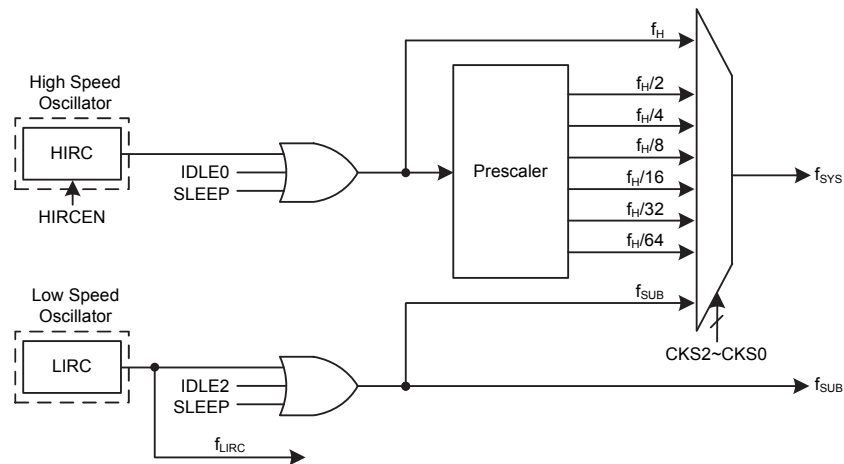 High Speed
Oscillator
HIRC
HIRCEN
IDLE0
SLEEP
Prescaler
fH
fH/2
fH/4
fH/8
fH/16
fH/32
fH/64
fSUB
fSYS
CKS2~CKS0
Low Speed
Oscillator
LIRC
IDLE2
SLEEP
fSUB
fLIRC